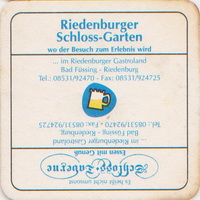 Riedenburger
Schloss-Garten
wo der Besuch zum Erlebnis wird
... im Riedenburger Gastroland
Bad Füssing - Riedenburg
Tel.: 08531/92470 - Fax: 08531/924725
Es heißt nicht umsonst
Schlapp-Taverne
Essen mit Genuß
... im Riedenburger Gastroland
Bad Füssing - Riedenburg
Tel.: 08531/92470 - Fax: 08531/924725